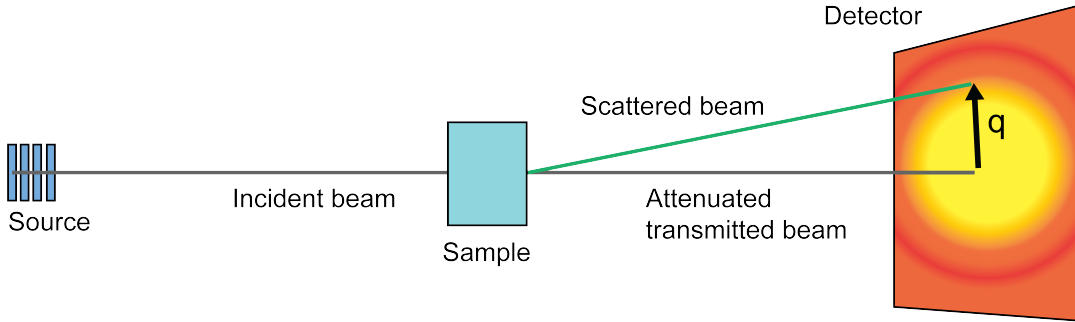 Detector
Scattered beam
q
Incident beam
Attenuated
transmitted beam
Source
Sample